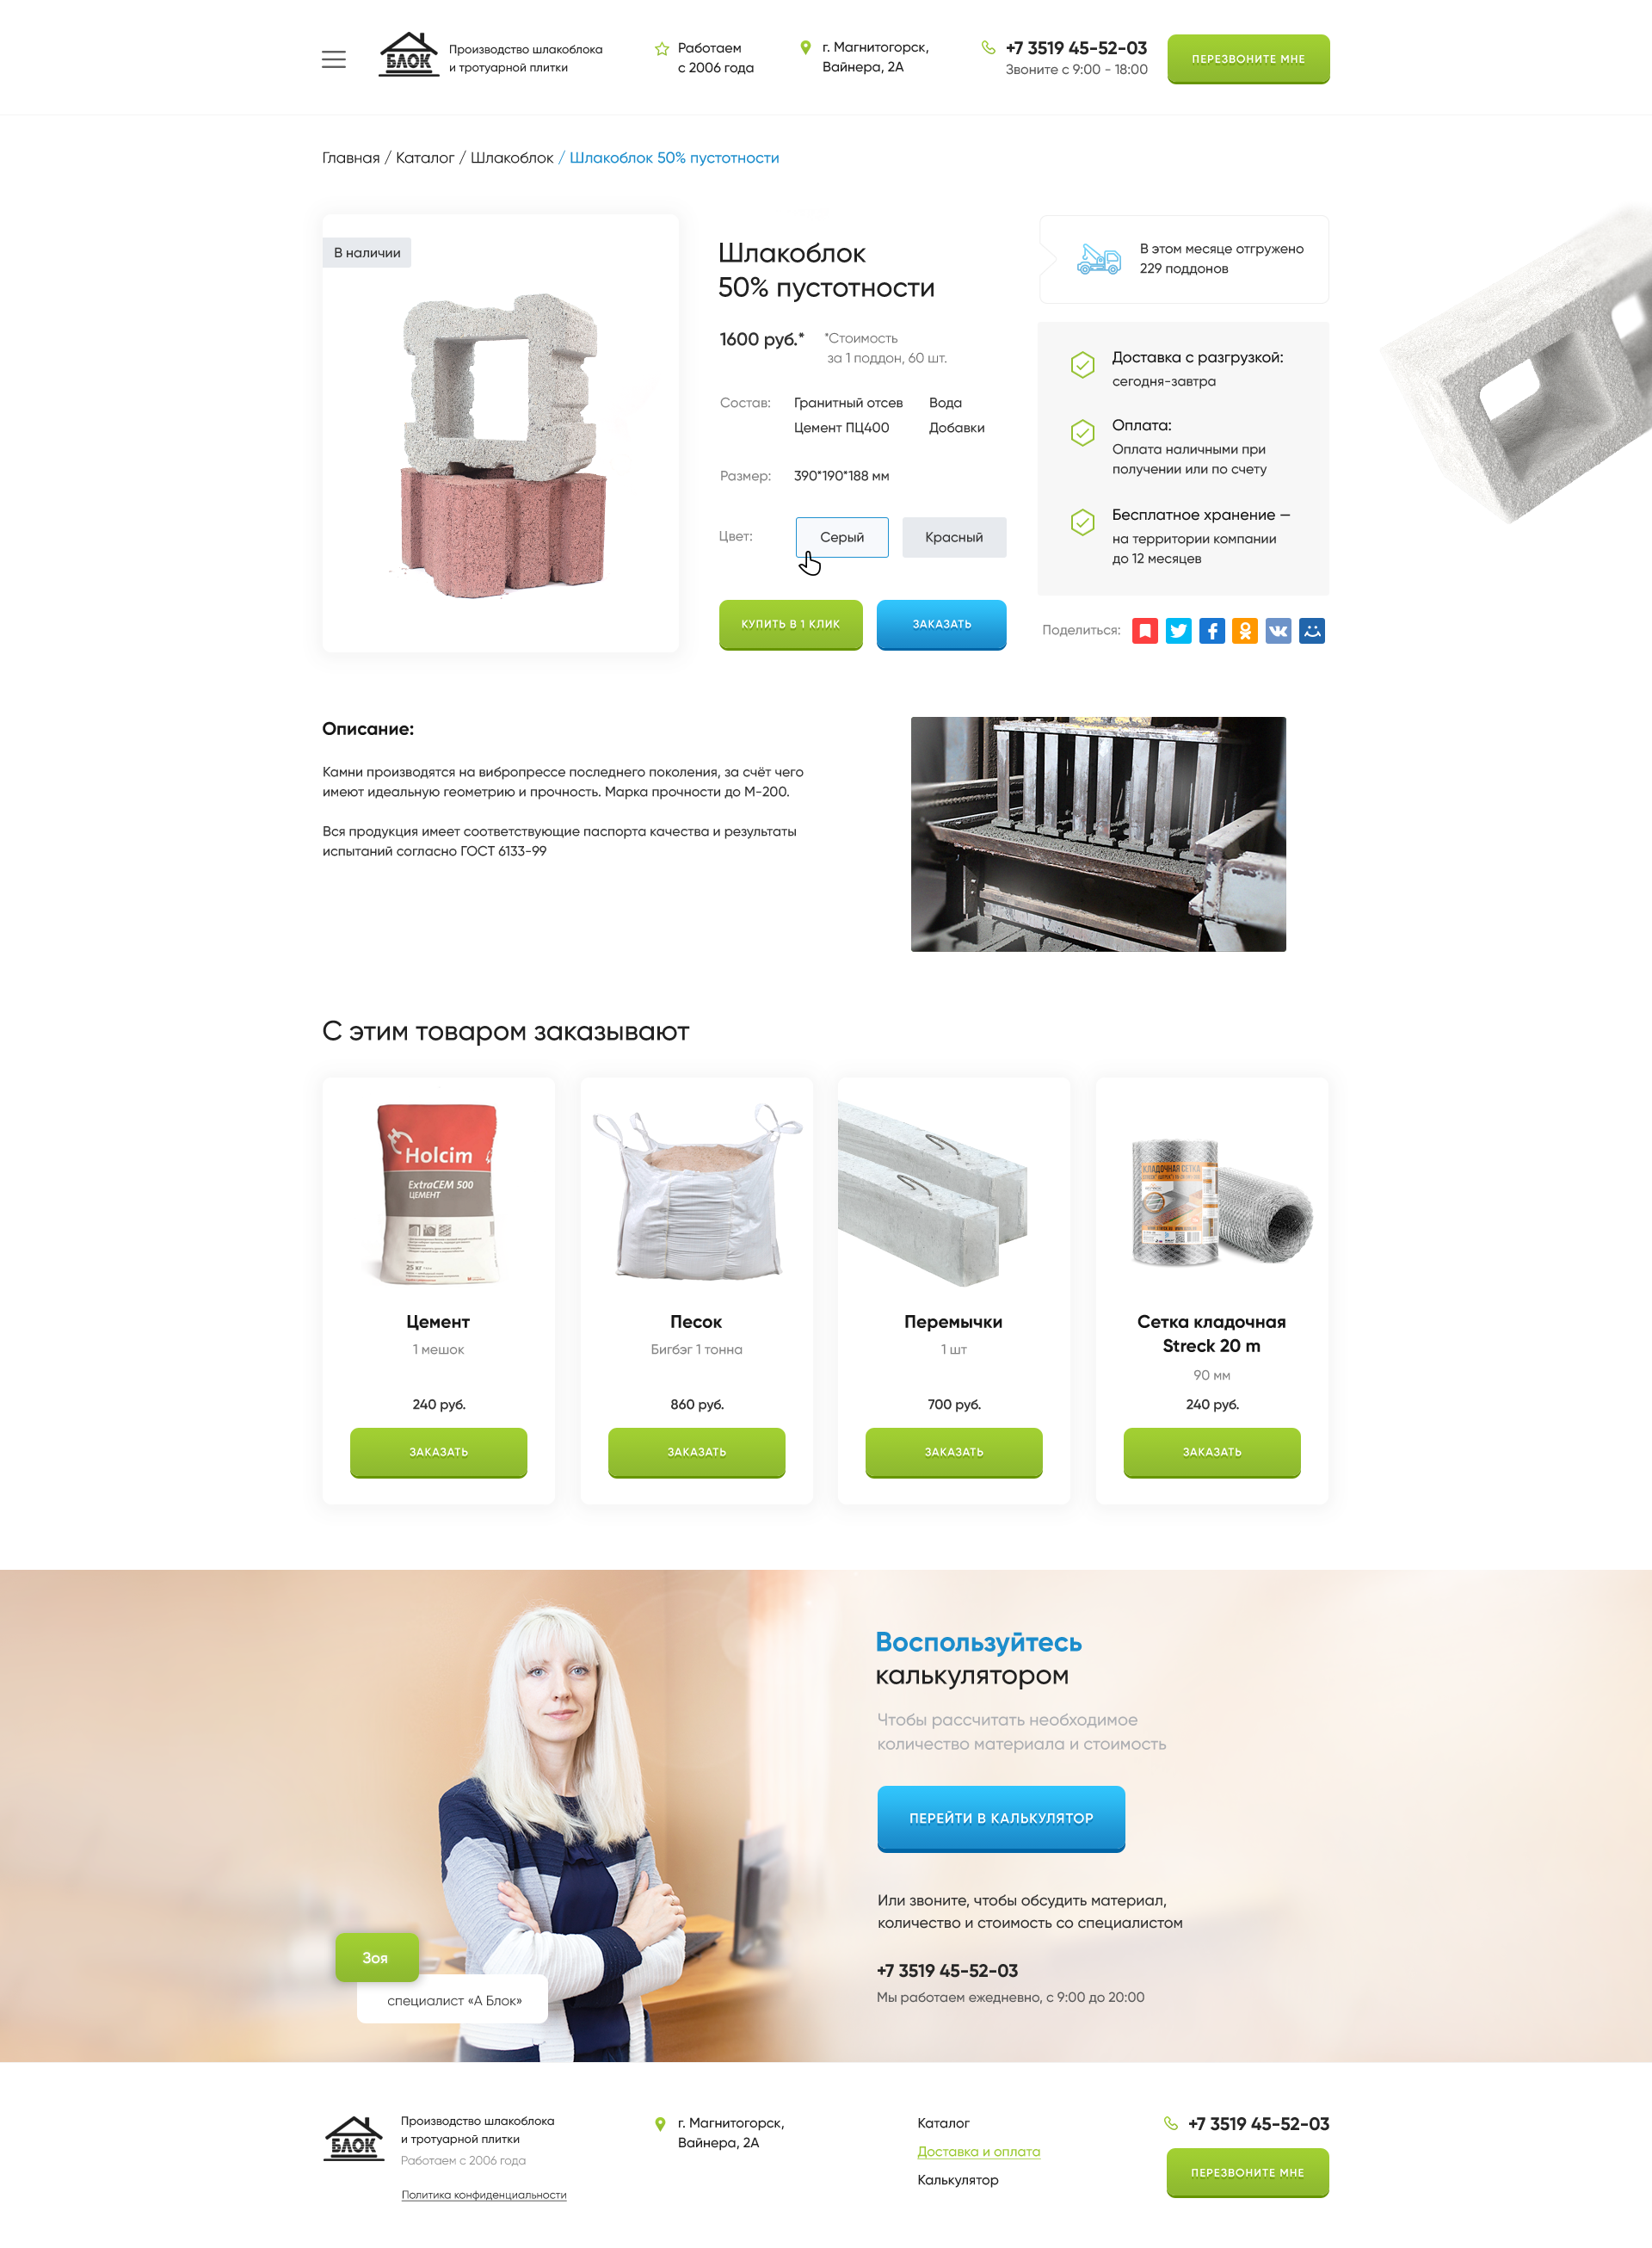 БЛОК
Производство шлакоблока
и тротуарной плитки
Работаем
с 2006 года
г. Магнитогорск,
Вайнера, 2А
+7 3519 45-52-03
Звоните с 9:00 - 18:00
ПЕРЕЗВОНИТЕ МНЕ
Главная / Каталог / Шлакоблок / Шлакоблок 50% пустотности
В наличии
Шлакоблок
50% пустотности
1600 руб.*
*Стоимость
за 1 поддон, 60 шт.
Состав:
Гранитный отсев
Вода
Цемент ПЦ400
Добавки
Размер:
390*190*188 мм
Цвет:
Серый
Красный
КУПИТЬ В 1 КЛИК
ЗАКАЗАТЬ
В этом месяце отгружено
229 поддонов
Доставка с разгрузкой:
сегодня-завтра
Оплата:
Оплата наличными при
получении или по счету
Бесплатное хранение —
на территории компании
до 12 месяцев
Поделиться:
Описание:
Камни производятся на вибропрессе последнего поколения, за счёт чего
имеют идеальную геометрию и прочность. Марка прочности до М-200.
Вся продукция имеет соответствующие паспорта качества и результаты
испытаний согласно ГОСТ 6133-99
С этим товаром заказывают
Holcim
ExtraCEM 500
ЦЕМЕНТ
25 кг
Цемент
1 мешок
240 руб.
ЗАКАЗАТЬ
Песок
Бигбэг 1 тонна
860 руб.
ЗАКАЗАТЬ
Перемычки
1 шт
700 руб.
ЗАКАЗАТЬ
КЛАДОЧНАЯ СЕТКА
Сетка кладочная
Streck 20 m
90 мм
240 руб.
ЗАКАЗАТЬ
Воспользуйтесь
калькулятором
Чтобы рассчитать необходимое
количество материала и стоимость
ПЕРЕЙТИ В КАЛЬКУЛЯТОР
Или звоните, чтобы обсудить материал,
количество и стоимость со специалистом
+7 3519 45-52-03
Мы работаем ежедневно, с 9:00 до 20:00
Зоя
специалист «А Блок»
БЛОК
Производство шлакоблока
и тротуарной плитки
Работаем с 2006 года
Политика конфиденциальности
г. Магнитогорск,
Вайнера, 2А
Каталог
Доставка и оплата
Калькулятор
+7 3519 45-52-03
ПЕРЕЗВОНИТЕ МНЕ